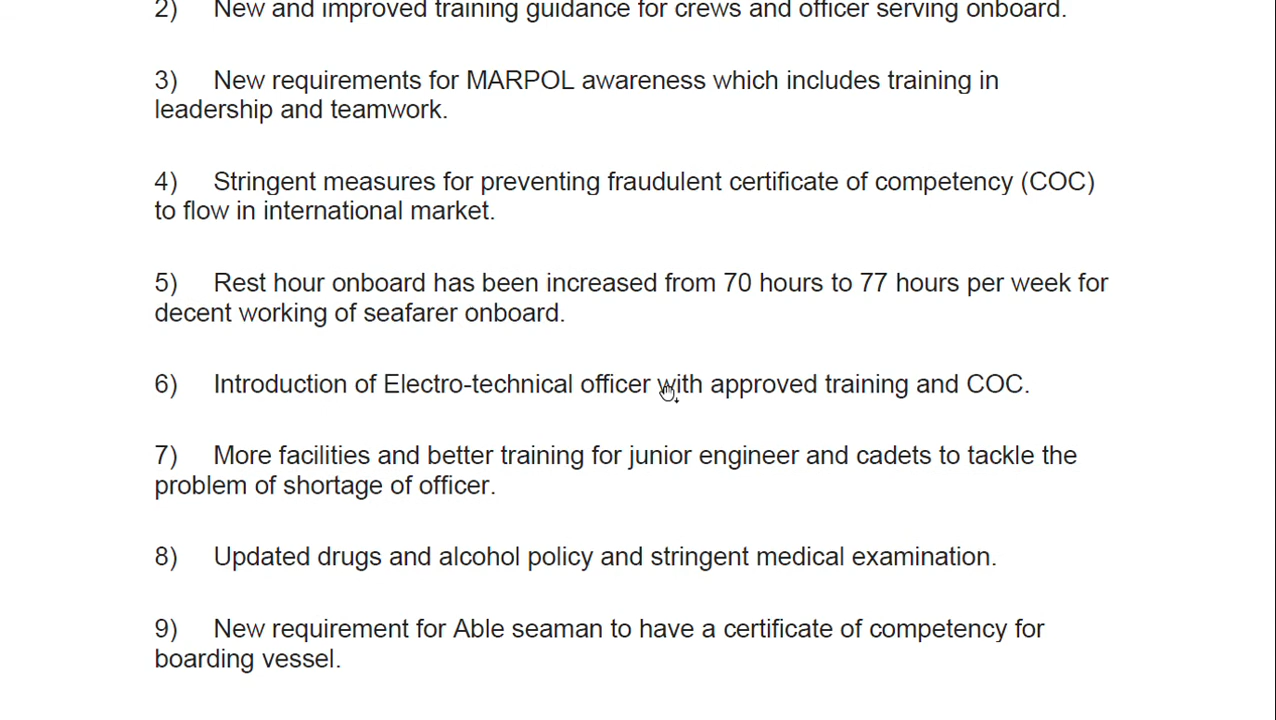 2) New and improved training guidance for crews and officer serving onboard.
3) New requirements for MARPOL awareness which includes training in
leadership and teamwork.
4) Stringent measures for preventing fraudulent certificate of competency (COC)
to flow in international market.
5) Rest hour onboard has been increased from 70 hours to 77 hours per week for
decent working of seafarer onboard.
6) Introduction of Electro-technical officer with approved training and COC.
7) More facilities and better training for junior engineer and cadets to tackle the
problem of shortage of officer.
8) Updated drugs and alcohol policy and stringent medical examination.
9) New requirement for Able seaman to have a certificate of competency for
boarding vessel.